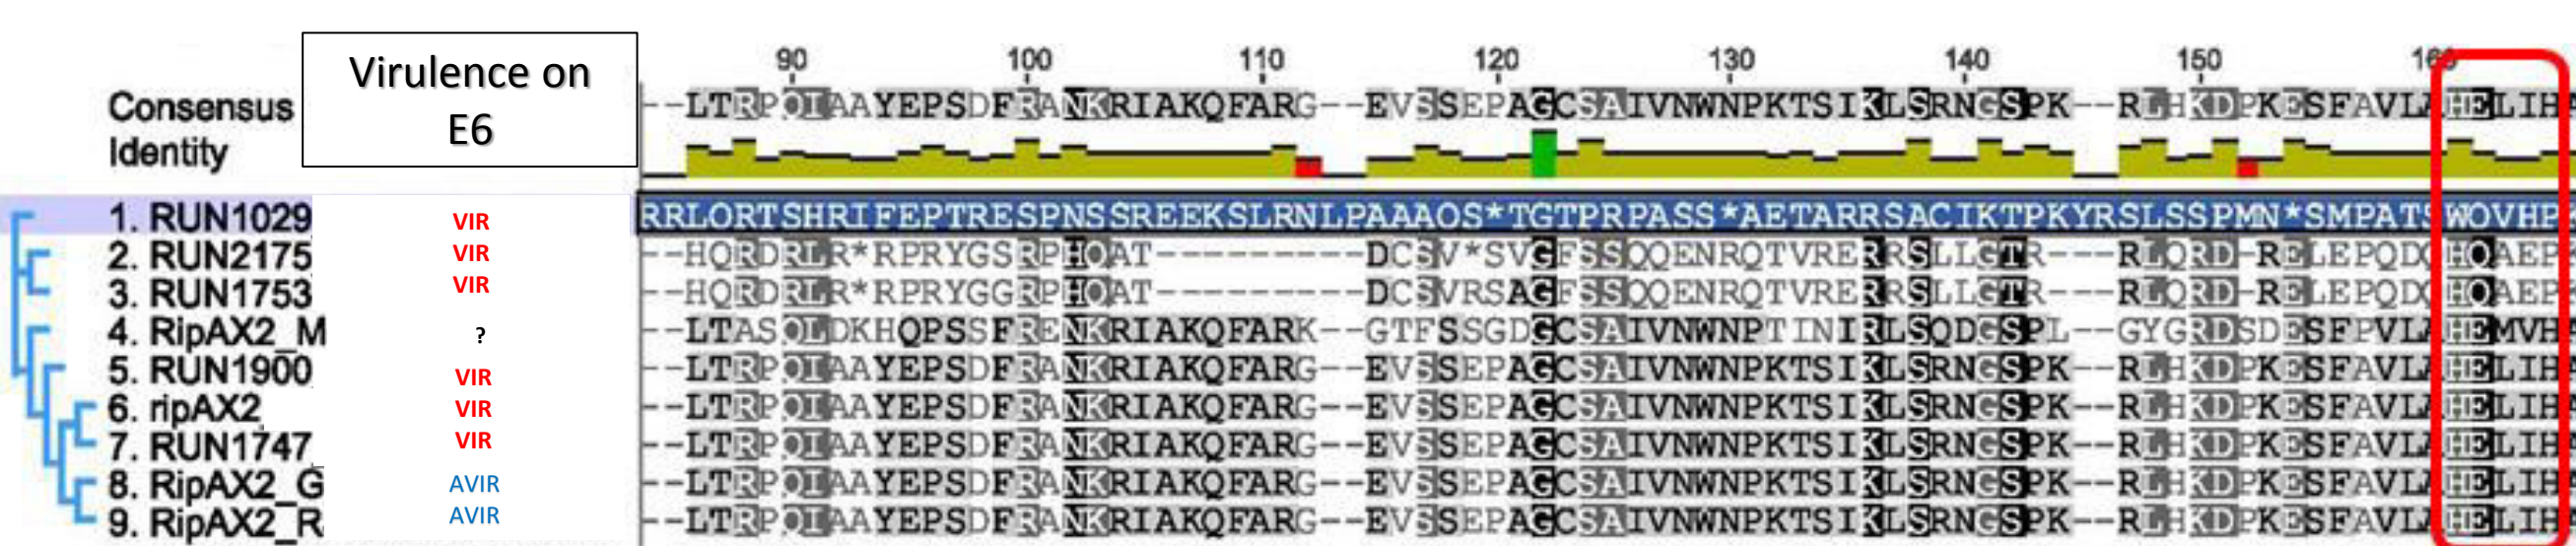 Virulence on
E6
90 100 110 120 130 140 150 160
Consensus --LTRPQIAAYEPSDFRANKRIAKQFARG--EVSSEPAGCSAIVNWNPKTSIKLSRNGSPK--RLHKDPKESFAVLAHELIH
Identity
1. RUN1029 VIR RRLQRTSHRIFEPTRESPNSSREEKSLRNLPAAAQS*TGTPRPASS*AETARRSACIKTPKYRSLSSPMN*SMPATSWQVHP
2. RUN2175 VIR --HQRDRLR*RPRYGSRPHQAT---------DCSV*SVGFSSQQENRQTVRERRSLLGTR---RLQRD-RELEPQDQHQAEP
3. RUN1753 VIR --HQRDRLR*RPRYGGRPHQAT---------DCSVRSAGFSSQQENRQTVRERRSLLGTR---RLQRD-RELEPQDQHQAEP
4. RipAX2_M ? --LTASQLDKHQPSSFRENKRIAKQFARK--GTFSSGDGCSAIVNWNPTINIRLSQDGSPL--GYGRDSDESFPVLAHEMVH
5. RUN1900 VIR --LTRPQIAAYEPSDFRANKRIAKQFARG--EVSSEPAGCSAIVNWNPKTSIKLSRNGSPK--RLHKDPKESFAVLAHELIH
6. ripAX2 VIR --LTRPQIAAYEPSDFRANKRIAKQFARG--EVSSEPAGCSAIVNWNPKTSIKLSRNGSPK--RLHKDPKESFAVLAHELIH
7. RUN1747 VIR --LTRPQIAAYEPSDFRANKRIAKQFARG--EVSSEPAGCSAIVNWNPKTSIKLSRNGSPK--RLHKDPKESFAVLAHELIH
8. RipAX2_G AVIR --LTRPQIAAYEPSDFRANKRIAKQFARG--EVSSEPAGCSAIVNWNPKTSIKLSRNGSPK--RLHKDPKESFAVLAHELIH
9. RipAX2_R AVIR --LTRPQIAAYEPSDFRANKRIAKQFARG--EVSSEPAGCSAIVNWNPKTSIKLSRNGSPK--RLHKDPKESFAVLAHELIH